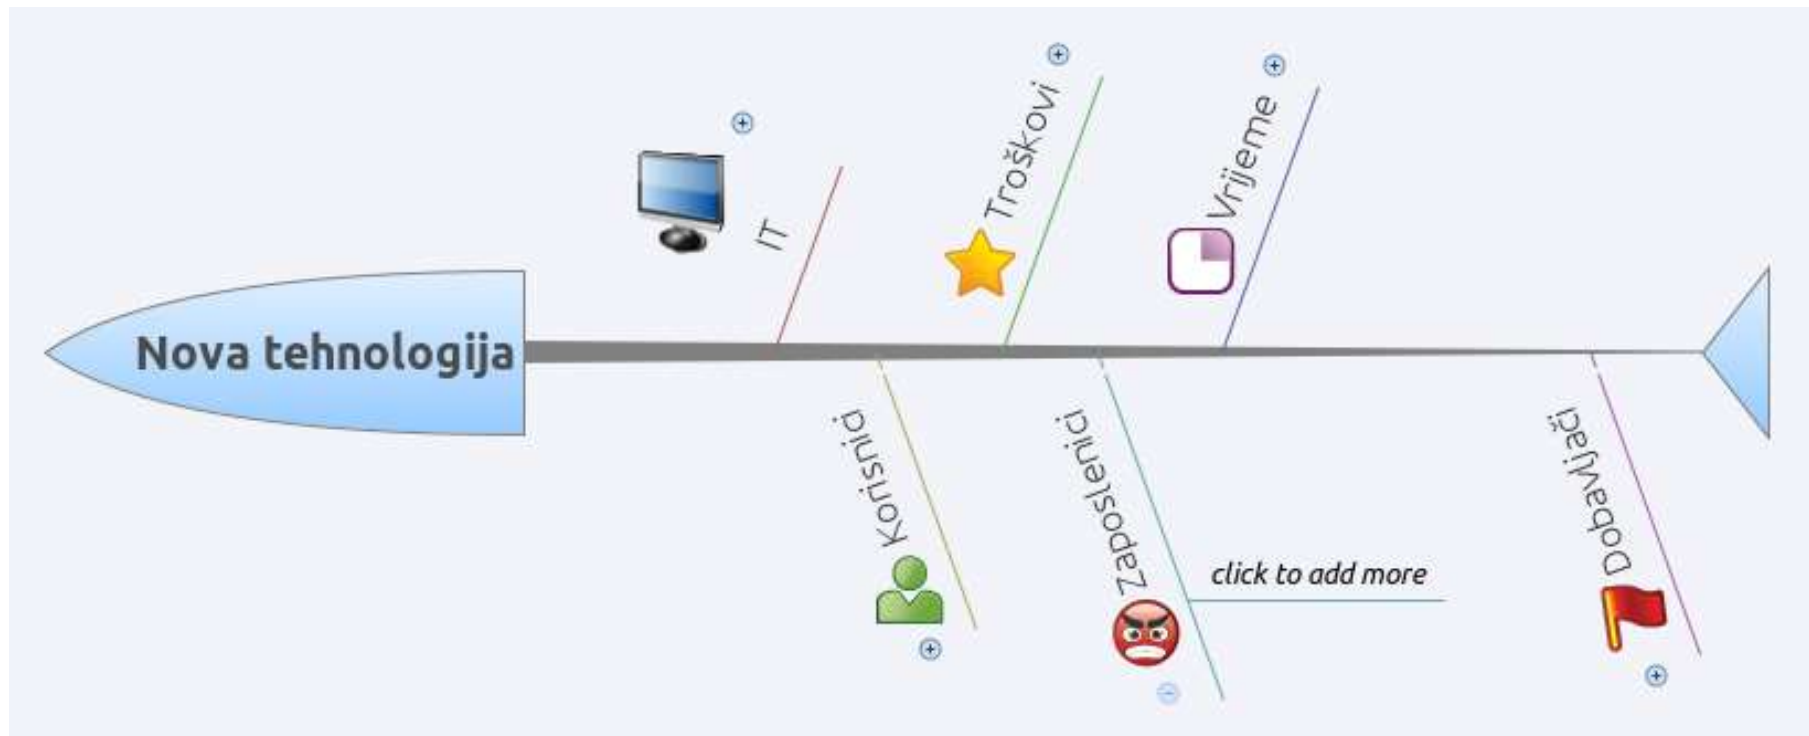 IT
Troškovi
Vrijeme
Nova tehnologija
Korisnici
Zaposlenici
click to add more
Dobavljači